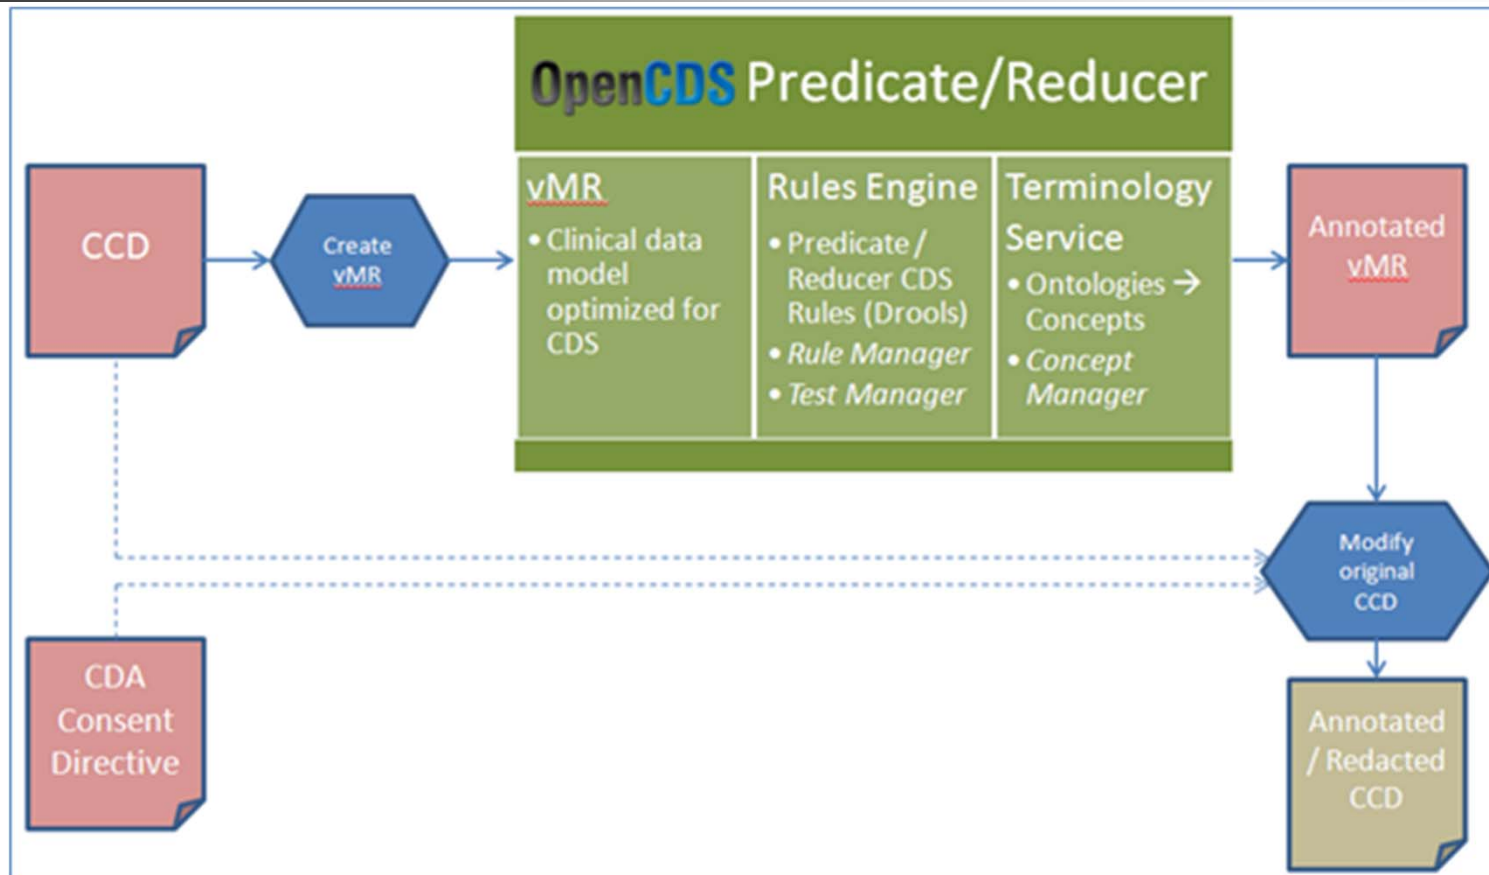 OpenCDS Predicate/Reducer
CCD
Create
vMR
vMR
• Clinical data
model
optimized for
CDS
Rules Engine
• Predicate /
Reducer CDS
Rules (Drools)
• Rule Manager
• Test Manager
Terminology
Service
• Ontologies →
Concepts
• Concept
Manager
Annotated
vMR
Modify
original
CCD
CDA
Consent
Directive
Annotated
/ Redacted
CCD